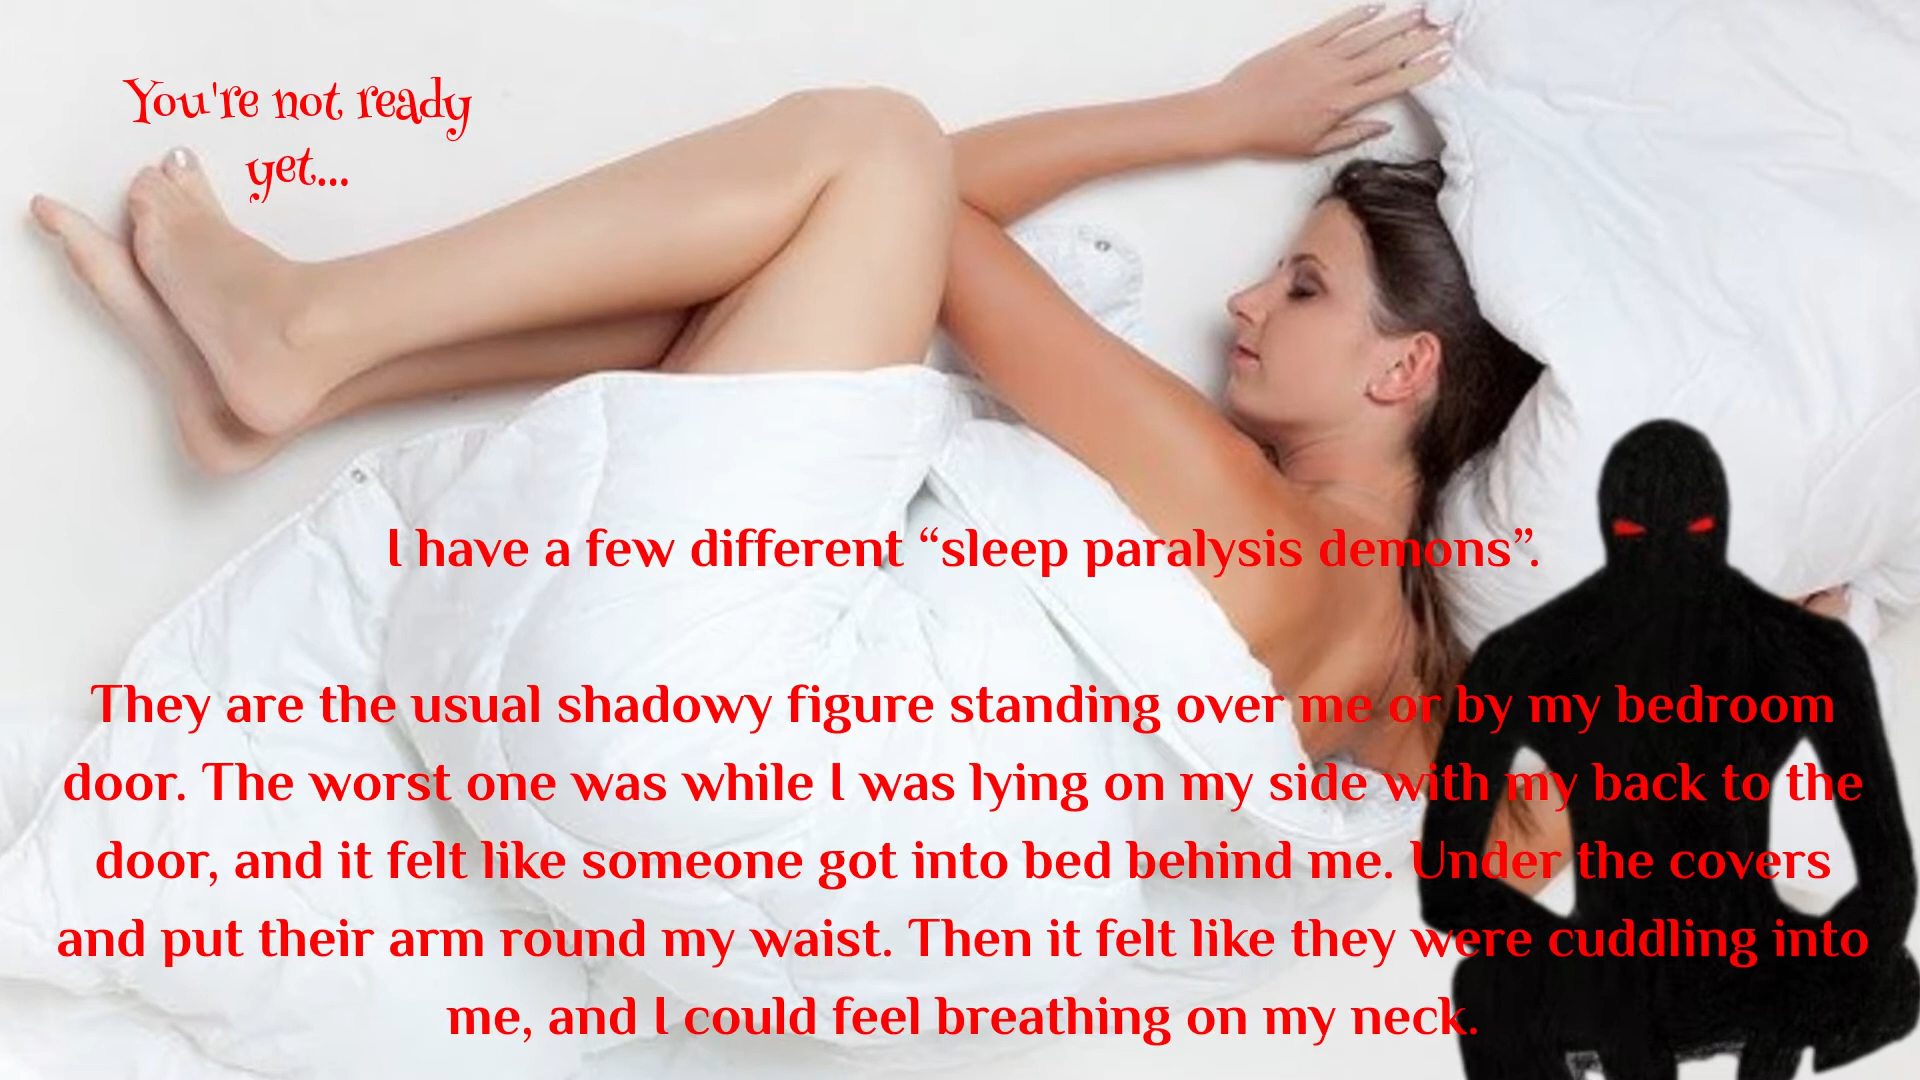 You're not ready
yet...
I have a few different “sleep paralysis demons”.
They are the usual shadowy figure standing over me or by my bedroom
door. The worst one was while I was lying on my side with my back to the
door, and it felt like someone got into bed behind me. Under the covers
and put their arm round my waist. Then it felt like they were cuddling into
me, and I could feel breathing on my neck.